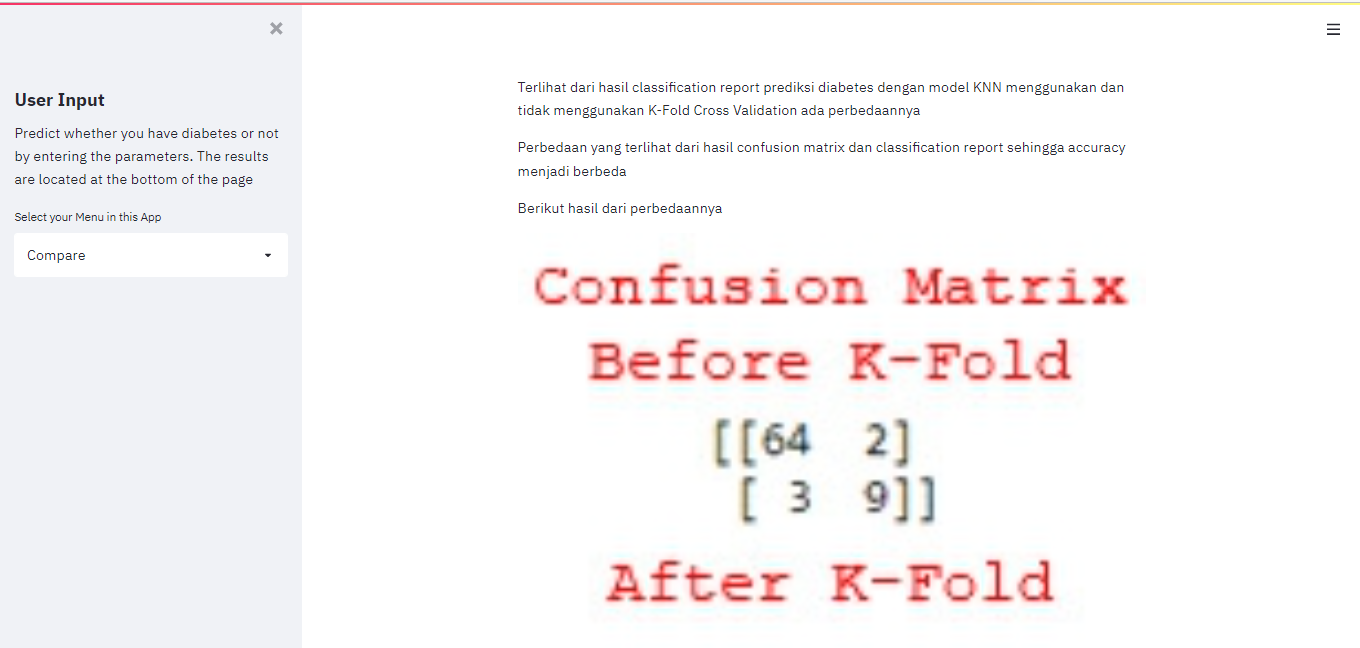 User Input
Predict whether you have diabetes or not
by entering the parameters. The results
are located at the bottom of the page
Select your Menu in this App
Compare
Terlihat dari hasil classification report prediksi diabetes dengan model KNN menggunakan dan
tidak menggunakan K-Fold Cross Validation ada perbedaannya
Perbedaan yang terlihat dari hasil confusion matrix dan classification report sehingga accuracy
menjadi berbeda
Berikut hasil dari perbedaannya
Confusion Matrix
Before K-Fold
[[64 2]
[ 3 9]]
After K-Fold